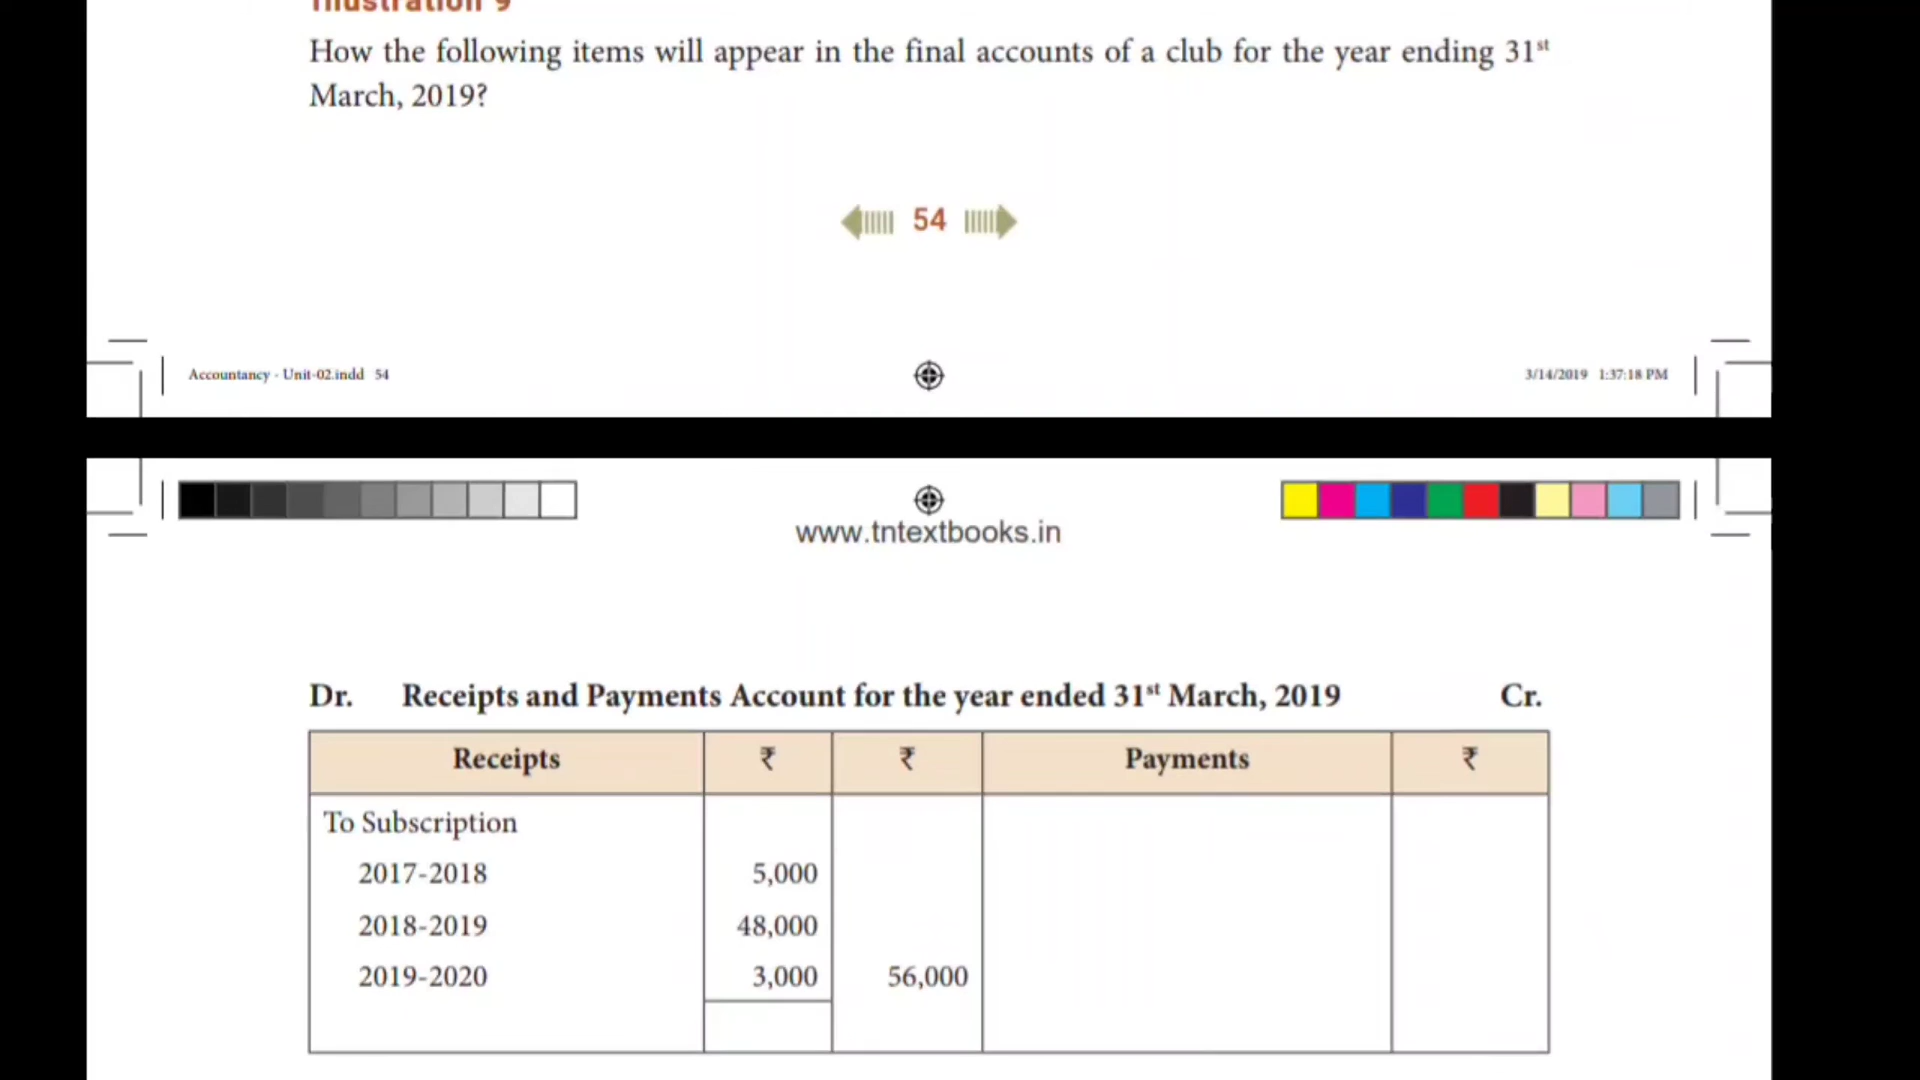 Illustration 9
How the following items will appear in the final accounts of a club for the year ending 31st
March, 2019?
54
Accountancy - Unit-02.indd 54
3/14/2019 1:37:18 PM
www.tntextbooks.in
Dr. Receipts and Payments Account for the year ended 31st March, 2019 Cr.
Receipts ₹ ₹ Payments ₹
To Subscription
2017-2018 5,000
2018-2019 48,000
2019-2020 3,000 56,000